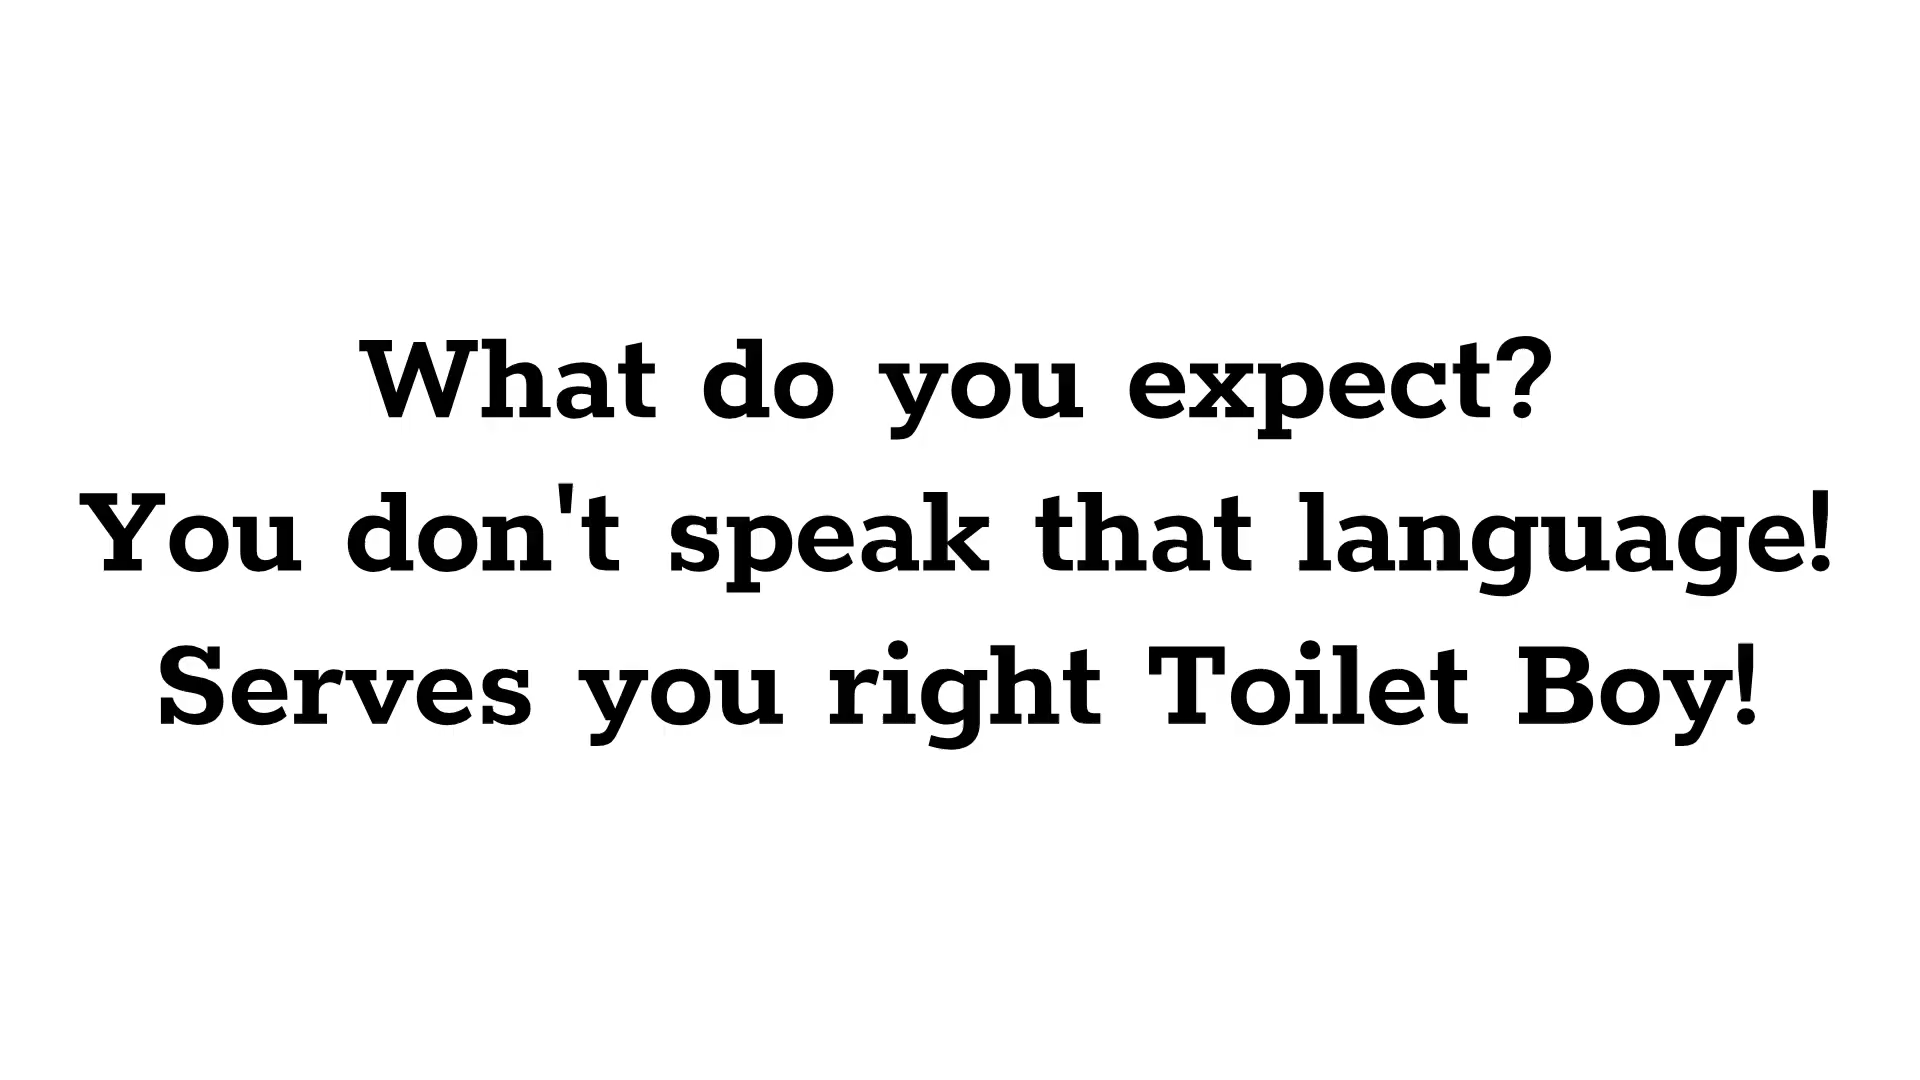 What do you expect?
You don't speak that language!
Serves you right Toilet Boy!